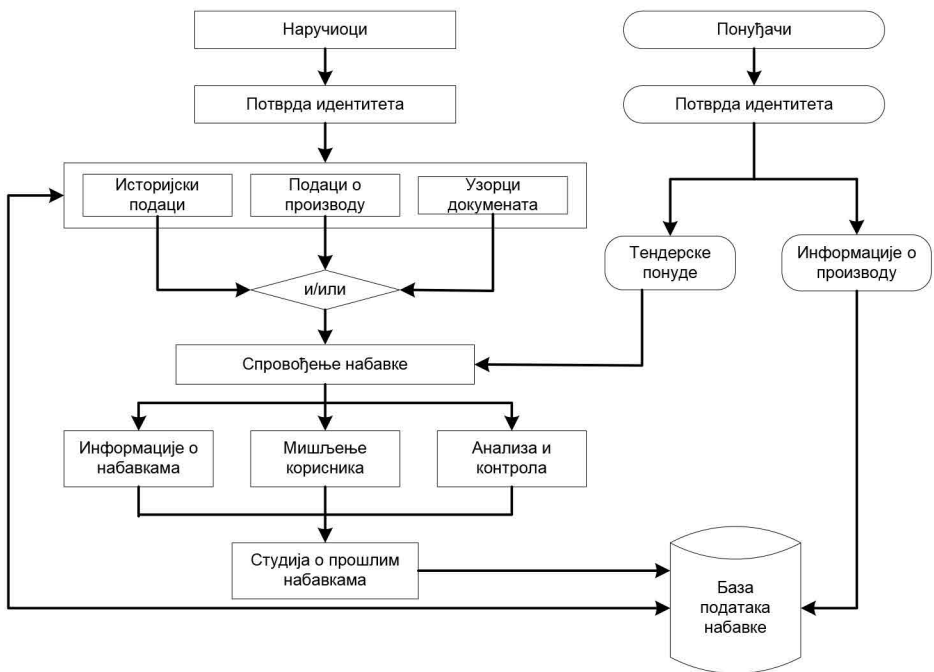 Наручиоци
Понуђачи
Потврда идентитета
Потврда идентитета
Историјски
подаци
Подаци о
производу
Узорци
докумената
Тендерске
понуде
Информације о
производу
и/или
Спровођење набавке
Информације о
набавкама
Мишљење
корисника
Анализа и
контрола
Студија о прошлим
набавкама
База
података
набавке